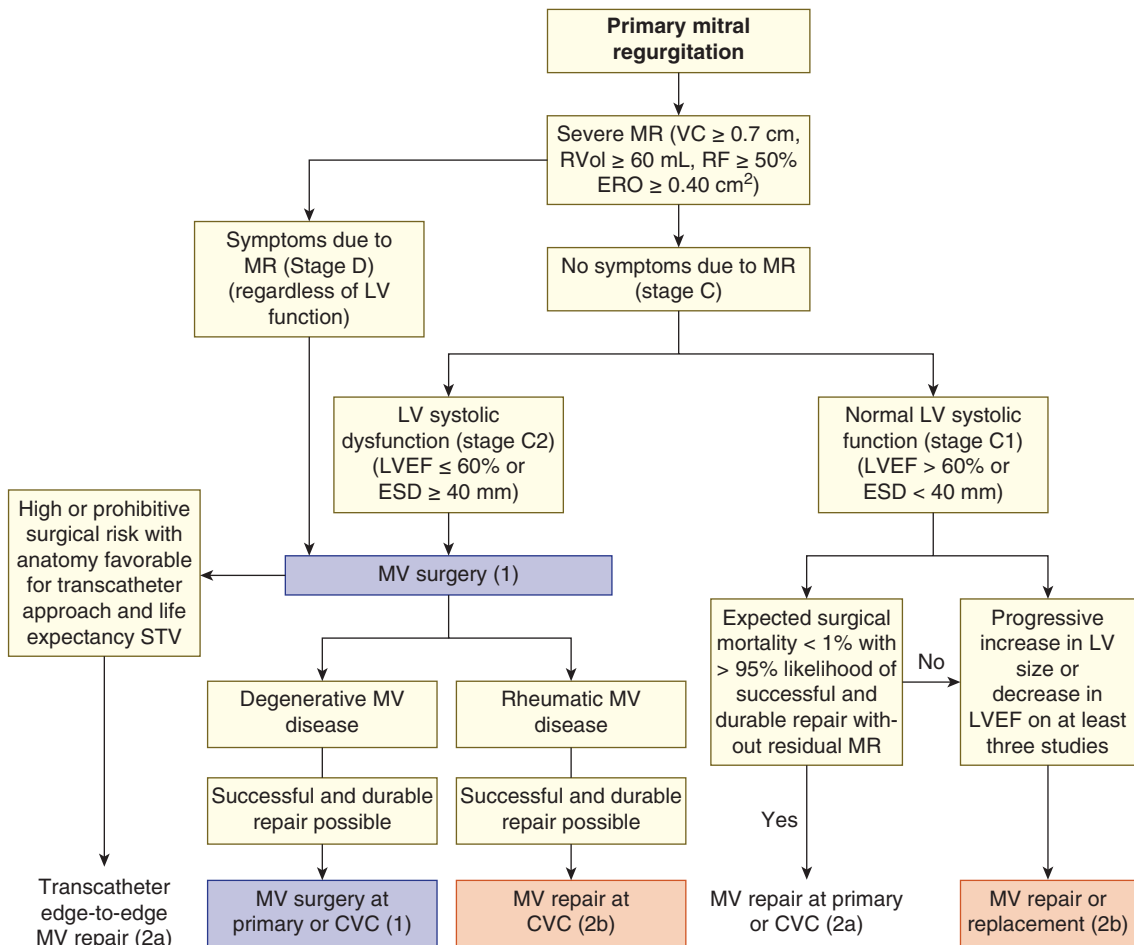 Primary mitral
regurgitation
Severe MR (VC ≥ 0.7 cm,
RVol ≥ 60 mL, RF ≥ 50%
ERO ≥ 0.40 cm²)
Symptoms due to
MR (Stage D)
(regardless of LV
function)
No symptoms due to MR
(stage C)
LV systolic
dysfunction (stage C2)
(LVEF ≤ 60% or
ESD ≥ 40 mm)
Normal LV systolic
function (stage C1)
(LVEF > 60% or
ESD < 40 mm)
High or prohibitive
surgical risk with
anatomy favorable
for transcatheter
approach and life
expectancy STV
MV surgery (1)
Expected surgical
mortality < 1% with
> 95% likelihood of
successful and
durable repair with-
out residual MR
No
Progressive
increase in LV
size or
decrease in
LVEF on at least
three studies
Degenerative MV
disease
Rheumatic MV
disease
Successful and durable
repair possible
Successful and durable
repair possible
Yes
Transcatheter
edge-to-edge
MV repair (2a)
MV surgery at
primary or CVC (1)
MV repair at
CVC (2b)
MV repair at primary
or CVC (2a)
MV repair or
replacement (2b)